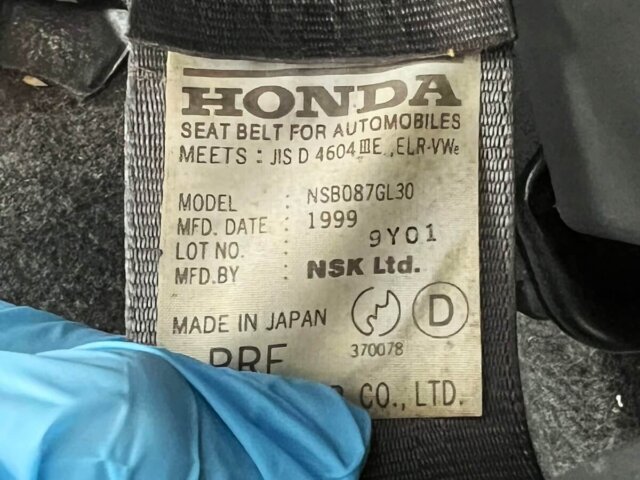 HONDA
SEAT BELT FOR AUTOMOBILES
MEETS : JIS D 4604 III E , ELR-VWe
MODEL : NSB087GL30
MFD. DATE : 1999
LOT NO. : 9Y01
MFD.BY : NSK Ltd.
MADE IN JAPAN D
370078
CO., LTD.